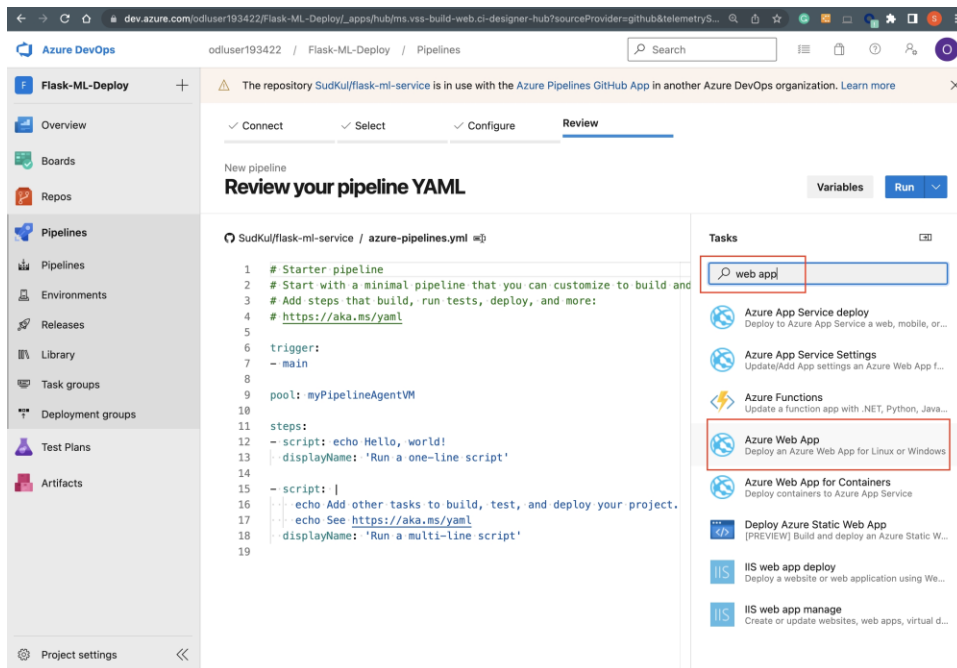 dev.azure.com/odluser193422/Flask-ML-Deploy/_apps/hub/ms.vss-build-web.ci-designer-hub?sourceProvider=github&telemetryS...
Azure DevOps
odluser193422 / Flask-ML-Deploy / Pipelines
Search
F Flask-ML-Deploy
The repository SudKul/flask-ml-service is in use with the Azure Pipelines GitHub App in another Azure DevOps organization. Learn more
Overview
Boards
Repos
Pipelines
Pipelines
Environments
Releases
Library
Task groups
Deployment groups
Test Plans
Artifacts
Project settings
Connect
Select
Configure
Review
New pipeline
Review your pipeline YAML
Variables
Run
SudKul/flask-ml-service / azure-pipelines.yml
1 # Starter pipeline
2 # Start with a minimal pipeline that you can customize to build and
3 # Add steps that build, run tests, deploy, and more:
4 # https://aka.ms/yaml
5
6 trigger:
7 - main
8
9 pool: myPipelineAgentVM
10
11 steps:
12 - script: echo Hello, world!
13   displayName: 'Run a one-line script'
14
15 - script: |
16     echo Add other tasks to build, test, and deploy your project.
17     echo See https://aka.ms/yaml
18   displayName: 'Run a multi-line script'
19
Tasks
web app
Azure App Service deploy
Deploy to Azure App Service a web, mobile, or...
Azure App Service Settings
Update/Add App settings an Azure Web App f...
Azure Functions
Update a function app with .NET, Python, Java...
Azure Web App
Deploy an Azure Web App for Linux or Windows
Azure Web App for Containers
Deploy containers to Azure App Service
Deploy Azure Static Web App
[PREVIEW] Build and deploy an Azure Static W...
IIS web app deploy
Deploy a website or web application using We...
IIS web app manage
Create or update websites, web apps, virtual d...